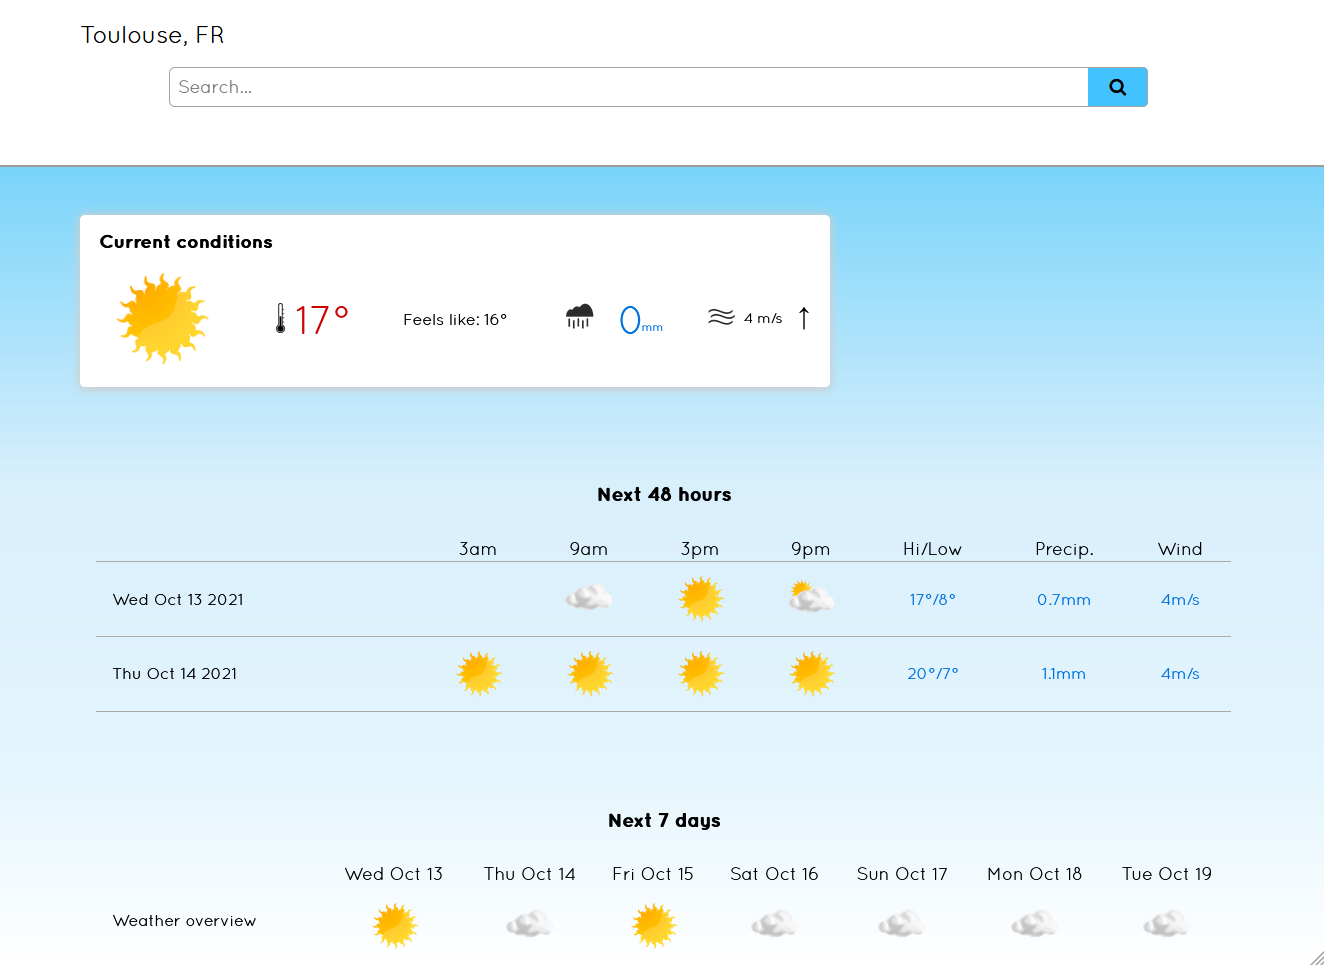 Toulouse, FR
Search...
Current conditions
17° Feels like: 16° 0mm 4 m/s ↑
Next 48 hours
3am 9am 3pm 9pm Hi/Low Precip. Wind
Wed Oct 13 2021 17°/8° 0.7mm 4m/s
Thu Oct 14 2021 20°/7° 1.1mm 4m/s
Next 7 days
Wed Oct 13 Thu Oct 14 Fri Oct 15 Sat Oct 16 Sun Oct 17 Mon Oct 18 Tue Oct 19
Weather overview